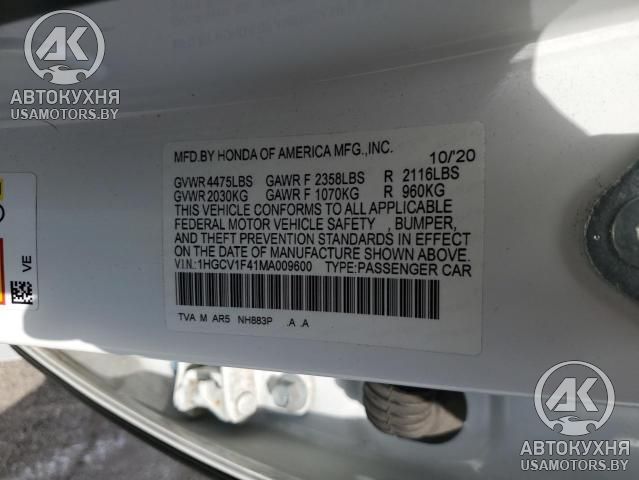 AK
АВТОКУХНЯ
USAMOTORS.BY
MFD.BY HONDA OF AMERICA MFG.,INC. 10/'20
GVWR 4475LBS GAWR F 2358LBS R 2116LBS
GVWR 2030KG GAWR F 1070KG R 960KG
THIS VEHICLE CONFORMS TO ALL APPLICABLE
FEDERAL MOTOR VEHICLE SAFETY , BUMPER,
AND THEFT PREVENTION STANDARDS IN EFFECT
ON THE DATE OF MANUFACTURE SHOWN ABOVE.
V.I.N.:1HGCV1F41MA009600 TYPE:PASSENGER CAR
TVA M AR5 NH883P .A .A
VE
AK
АВТОКУХНЯ
USAMOTORS.BY